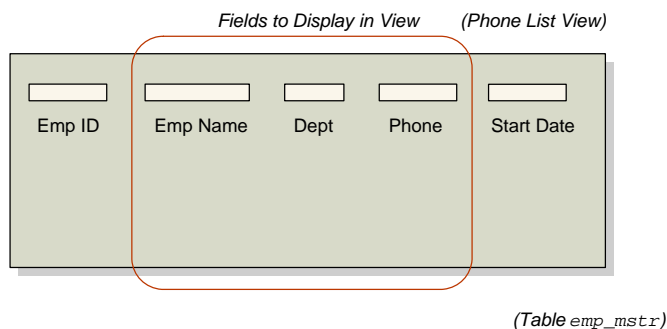 Fields to Display in View (Phone List View)
Emp ID Emp Name Dept Phone Start Date
(Table emp_mstr)